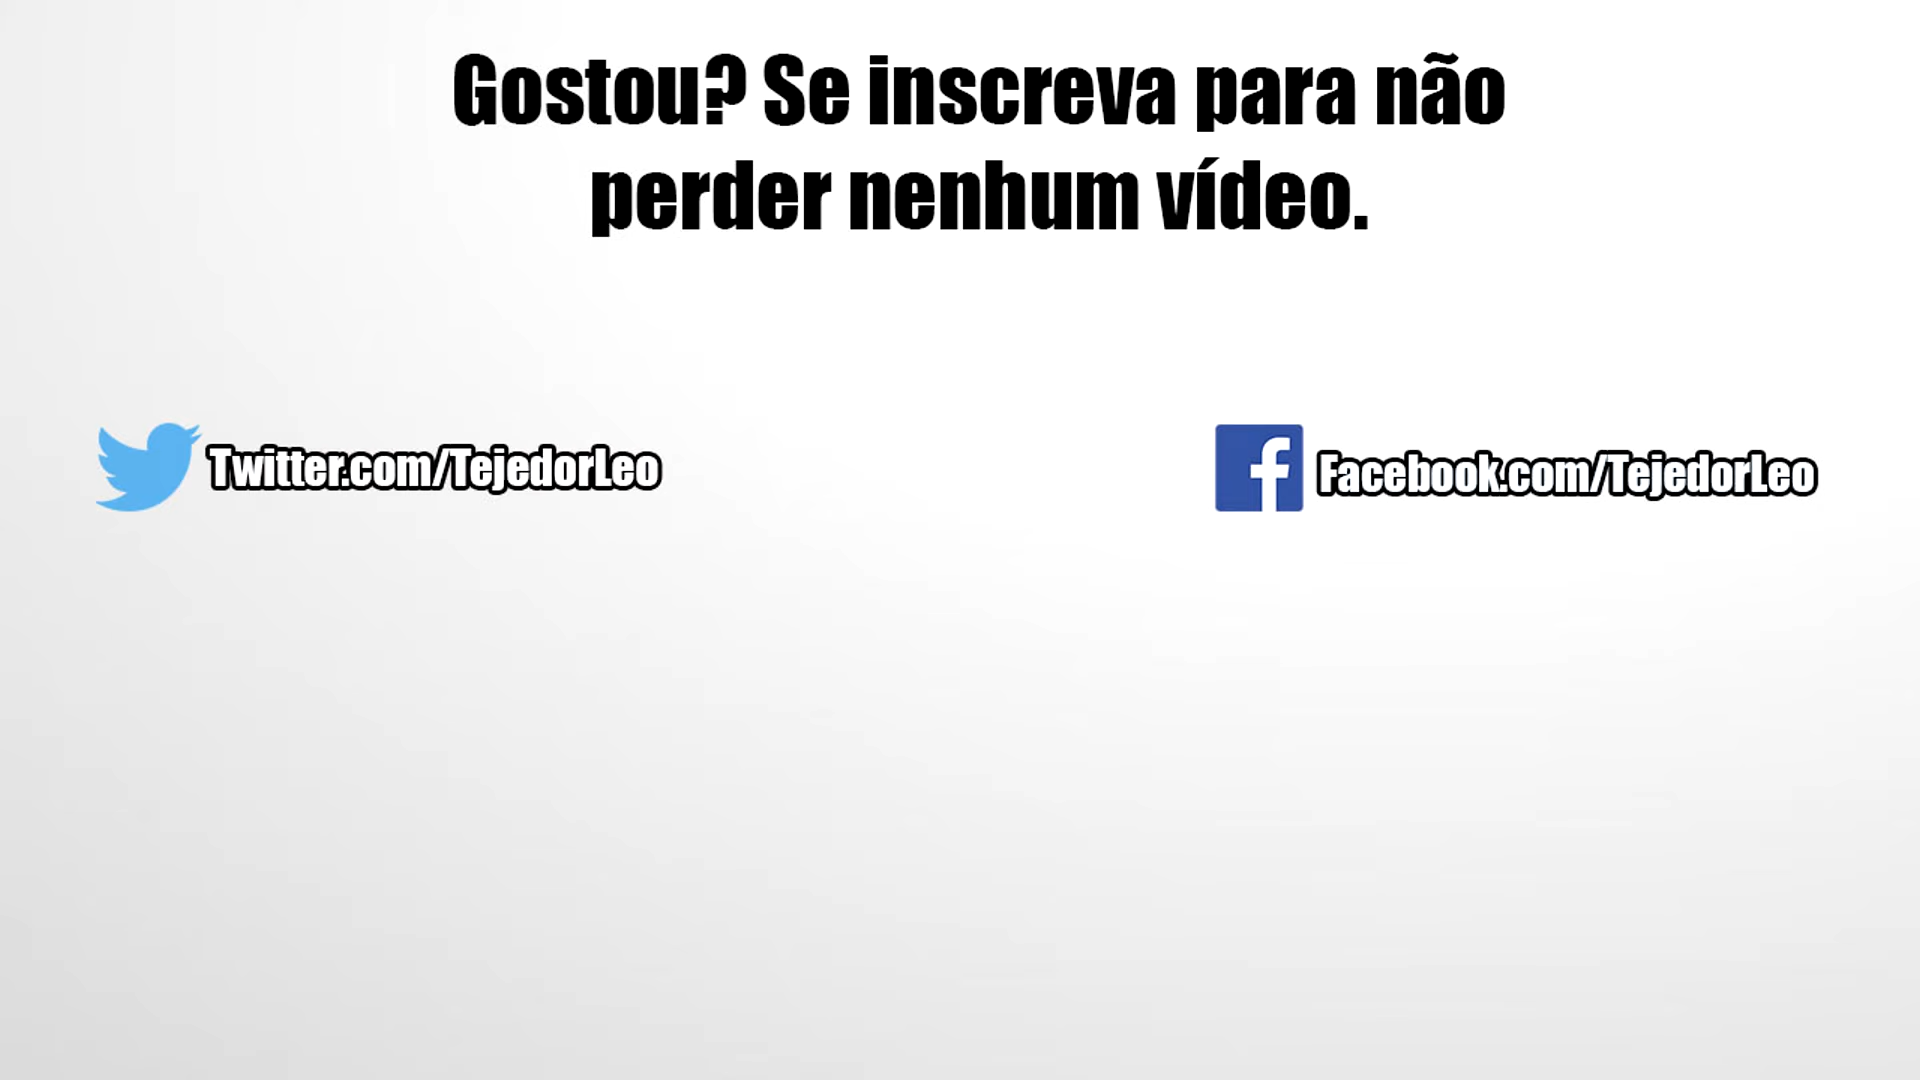 Gostou? Se inscreva para não
perder nenhum vídeo.
Twitter.com/TejedorLeo
Facebook.com/TejedorLeo